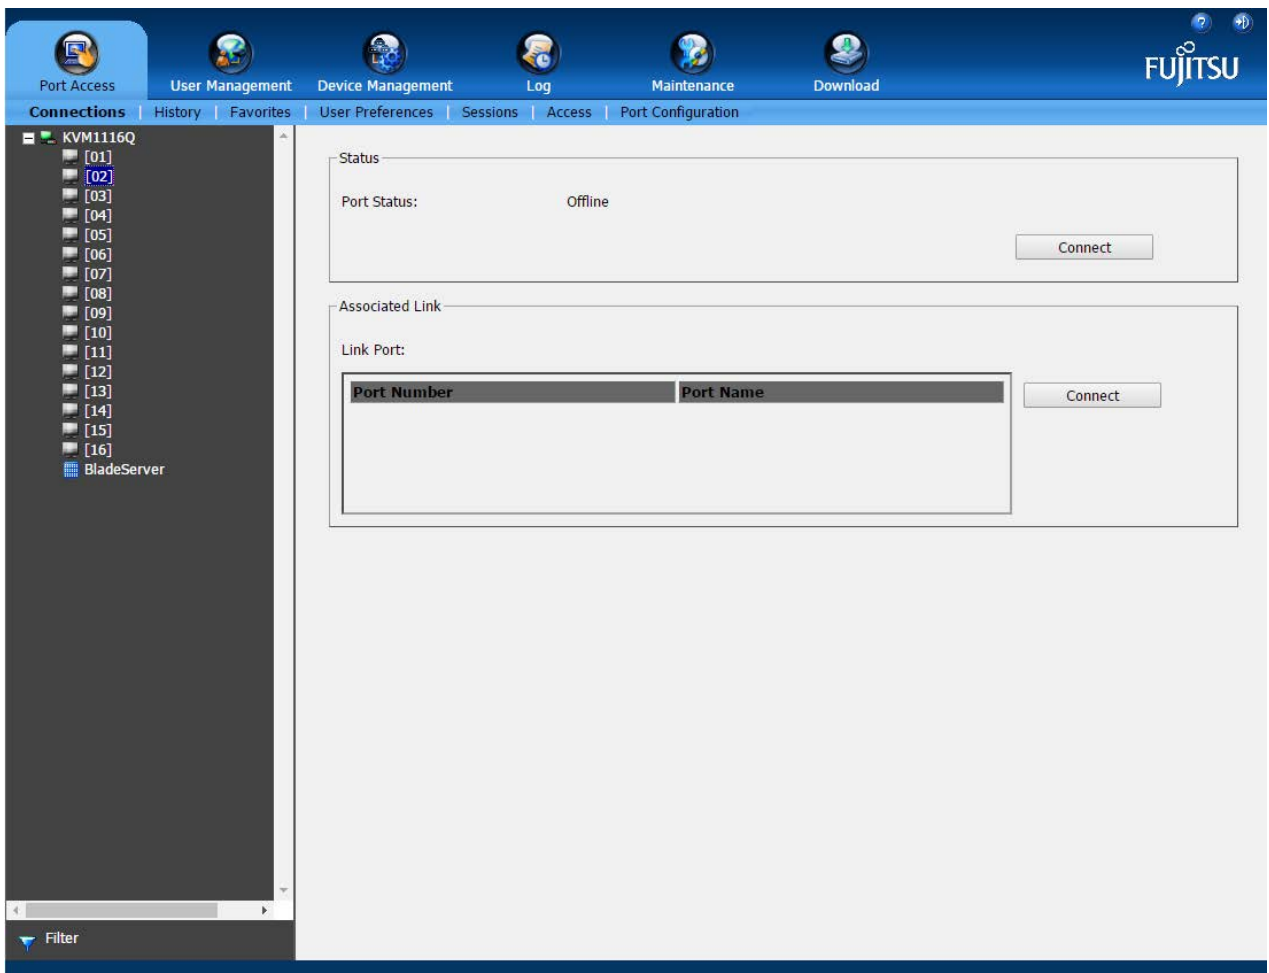 FUJITSU
Port Access User Management Device Management Log Maintenance Download
Connections | History | Favorites | User Preferences | Sessions | Access | Port Configuration
KVM1116Q
[01]
[02]
[03]
[04]
[05]
[06]
[07]
[08]
[09]
[10]
[11]
[12]
[13]
[14]
[15]
[16]
BladeServer
Filter
Status
Port Status: Offline
Connect
Associated Link
Link Port:
Port Number Port Name
Connect